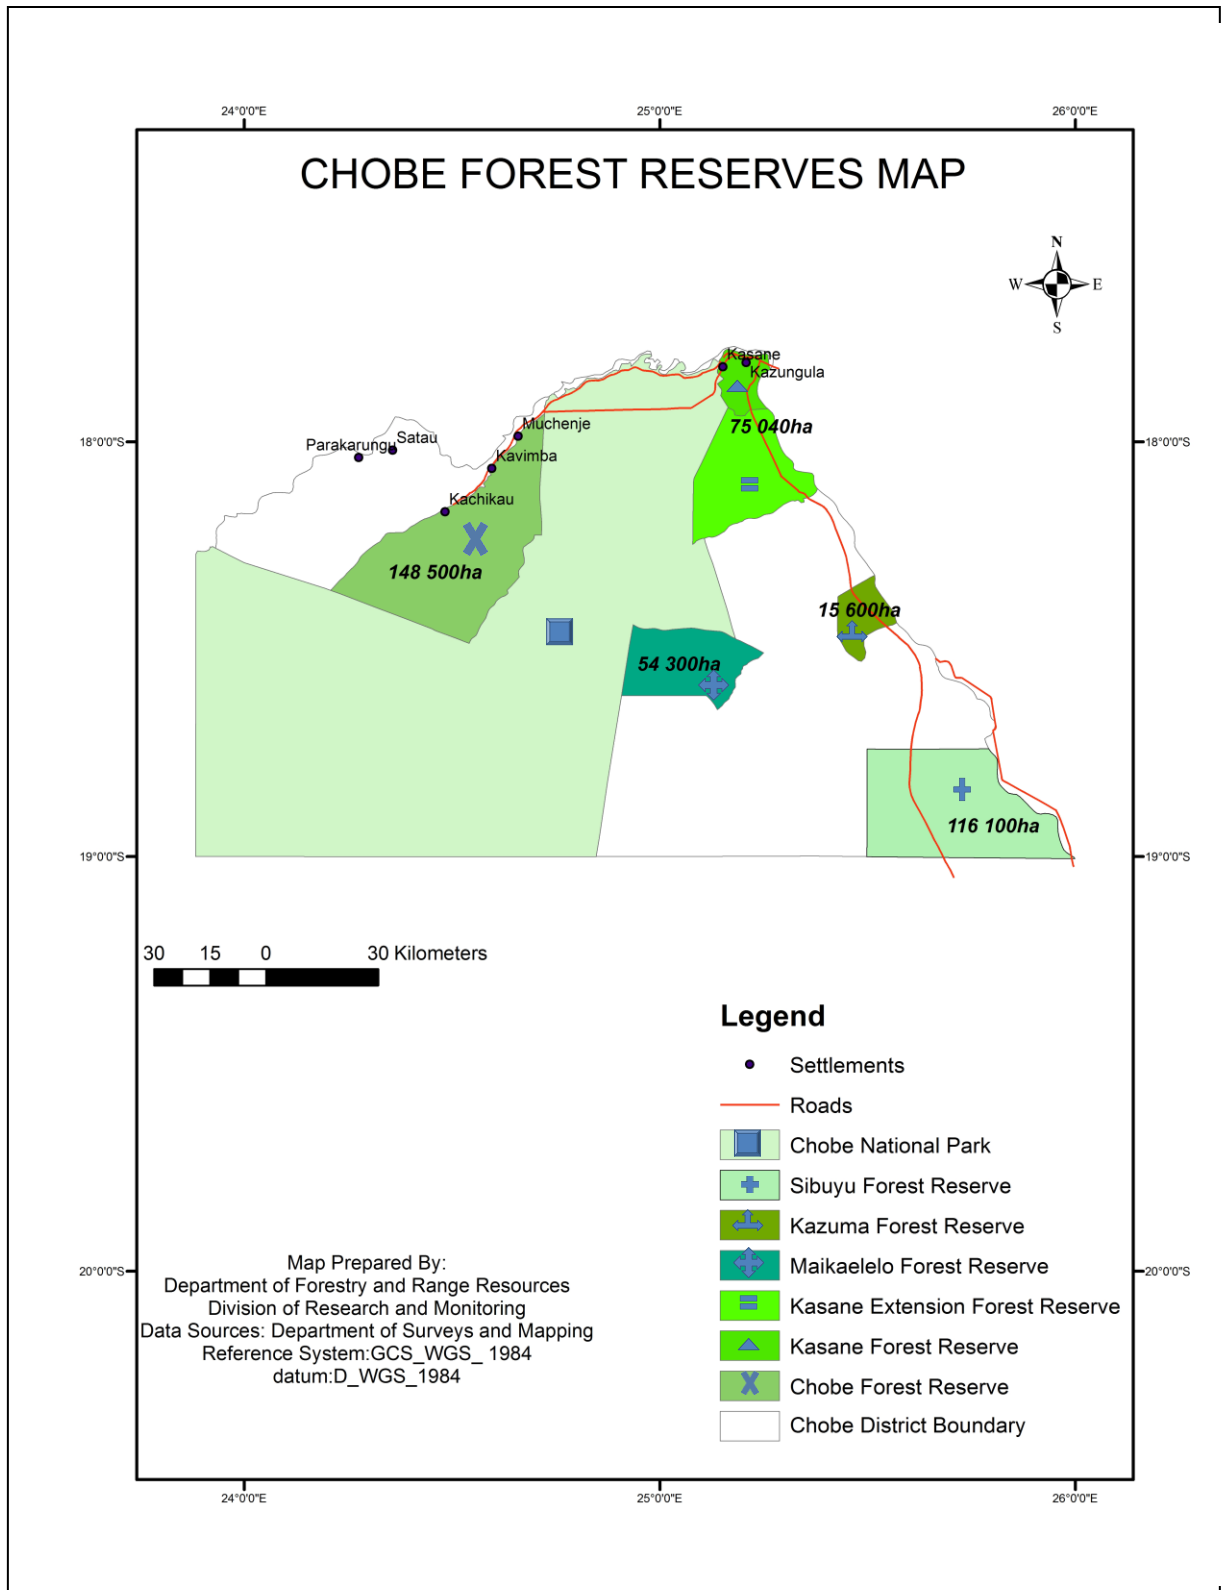 24°0'0"E 25°0'0"E 26°0'0"E
CHOBE FOREST RESERVES MAP
N
W E
S
Kasane
Kazungula
75 040ha
18°0'0"S 18°0'0"S
Muchenje
Satau
Parakarungu
Kavimba
Kachikau
148 500ha
15 600ha
54 300ha
116 100ha
19°0'0"S 19°0'0"S
30 15 0 30 Kilometers
Legend
Settlements
Roads
Chobe National Park
Sibuyu Forest Reserve
Kazuma Forest Reserve
Maikaelelo Forest Reserve
Kasane Extension Forest Reserve
Kasane Forest Reserve
Chobe Forest Reserve
Chobe District Boundary
20°0'0"S 20°0'0"S
Map Prepared By:
Department of Forestry and Range Resources
Division of Research and Monitoring
Data Sources: Department of Surveys and Mapping
Reference System:GCS_WGS_ 1984
datum:D_WGS_1984
24°0'0"E 25°0'0"E 26°0'0"E